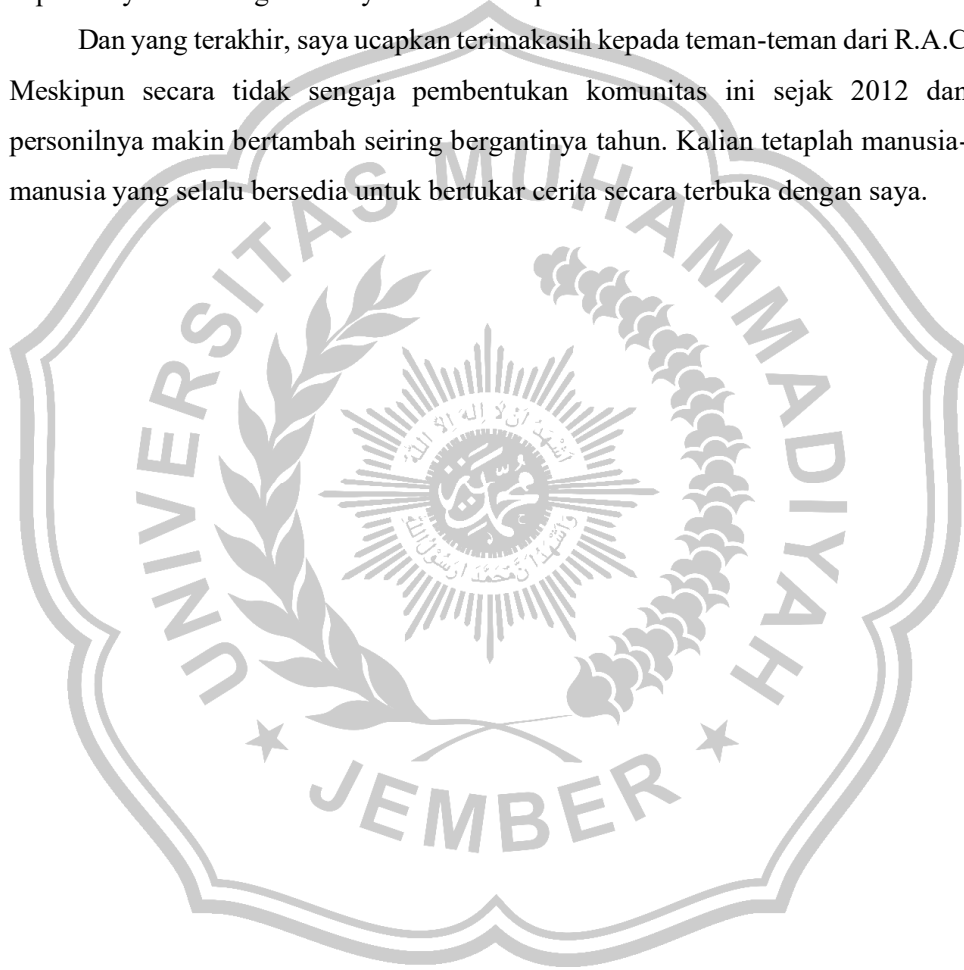 Dan yang terakhir, saya ucapkan terimakasih kepada teman-teman dari R.A.C
Meskipun secara tidak sengaja pembentukan komunitas ini sejak 2012 dan
personilnya makin bertambah seiring bergantinya tahun. Kalian tetaplah manusia-
manusia yang selalu bersedia untuk bertukar cerita secara terbuka dengan saya.
UNIVERSITAS MUHAMMADIYAH
JEMBER